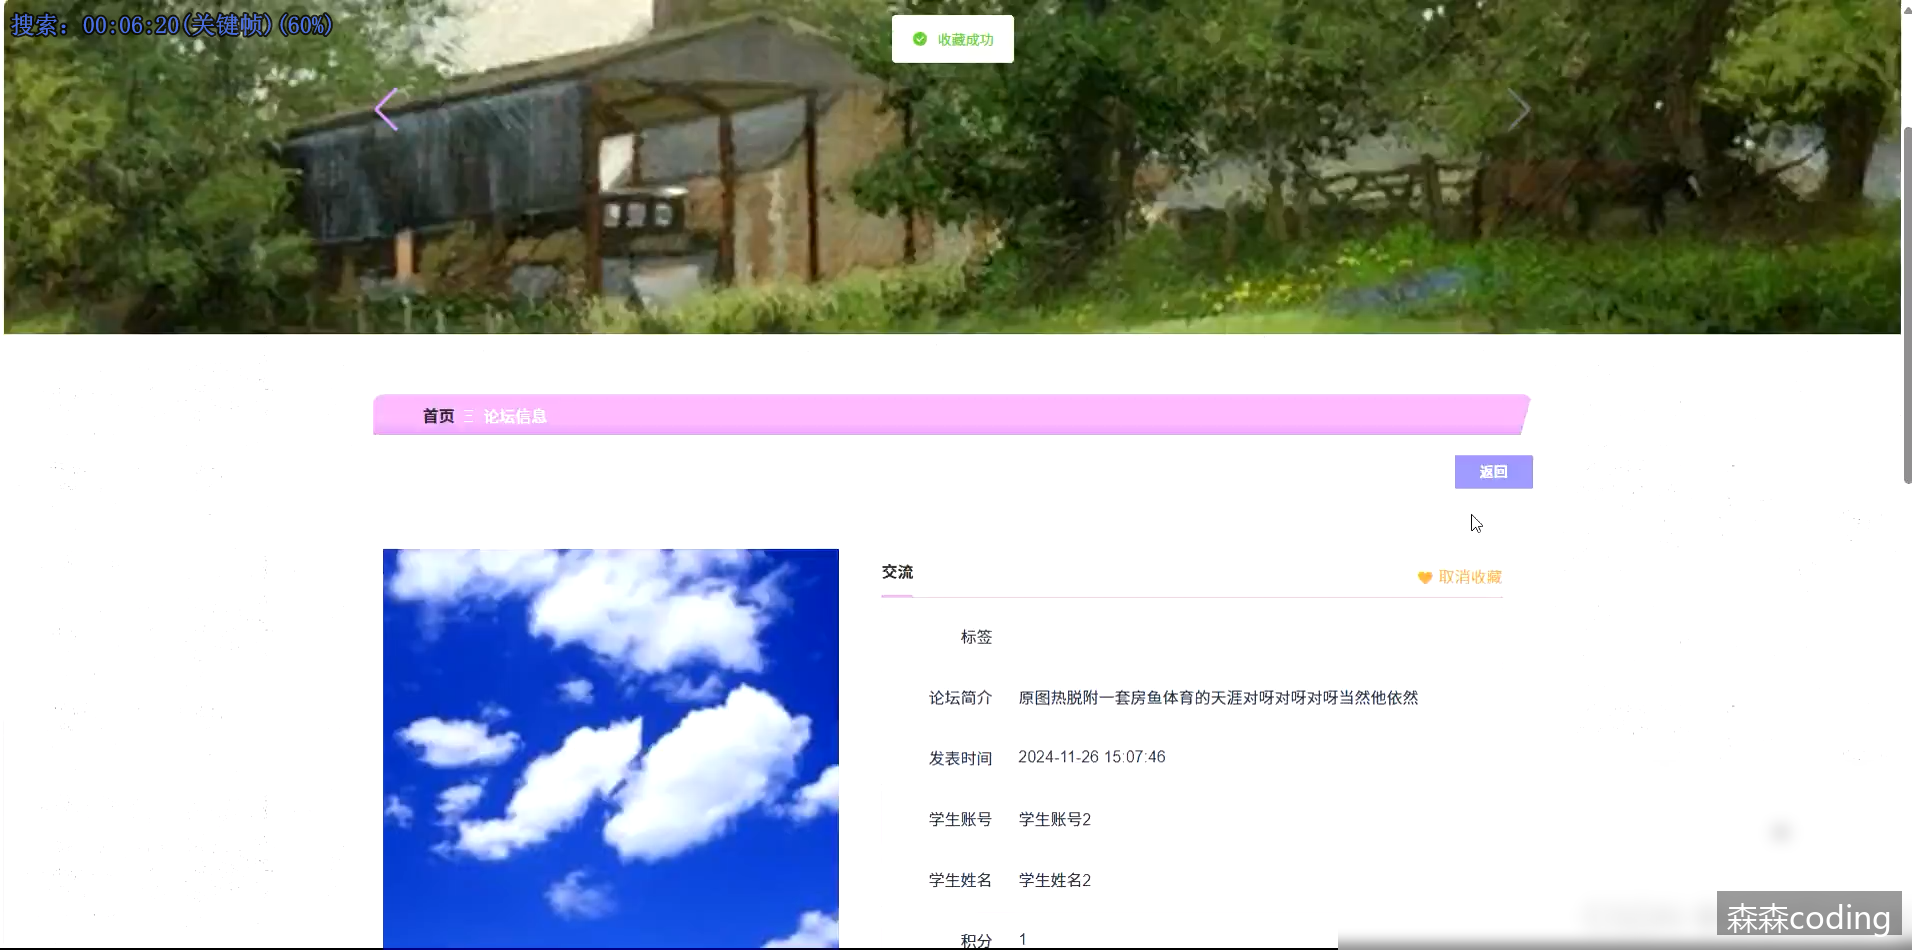 搜索: 00:06:20(关键帧)(60%)
收藏成功
首页 论坛信息
返回
交流
取消收藏
标签
论坛简介 原图热脱附一套房鱼体育的天涯对呀对呀对呀当然他依然
发表时间 2024-11-26 15:07:46
学生账号 学生账号2
学生姓名 学生姓名2
积分 1
森森coding